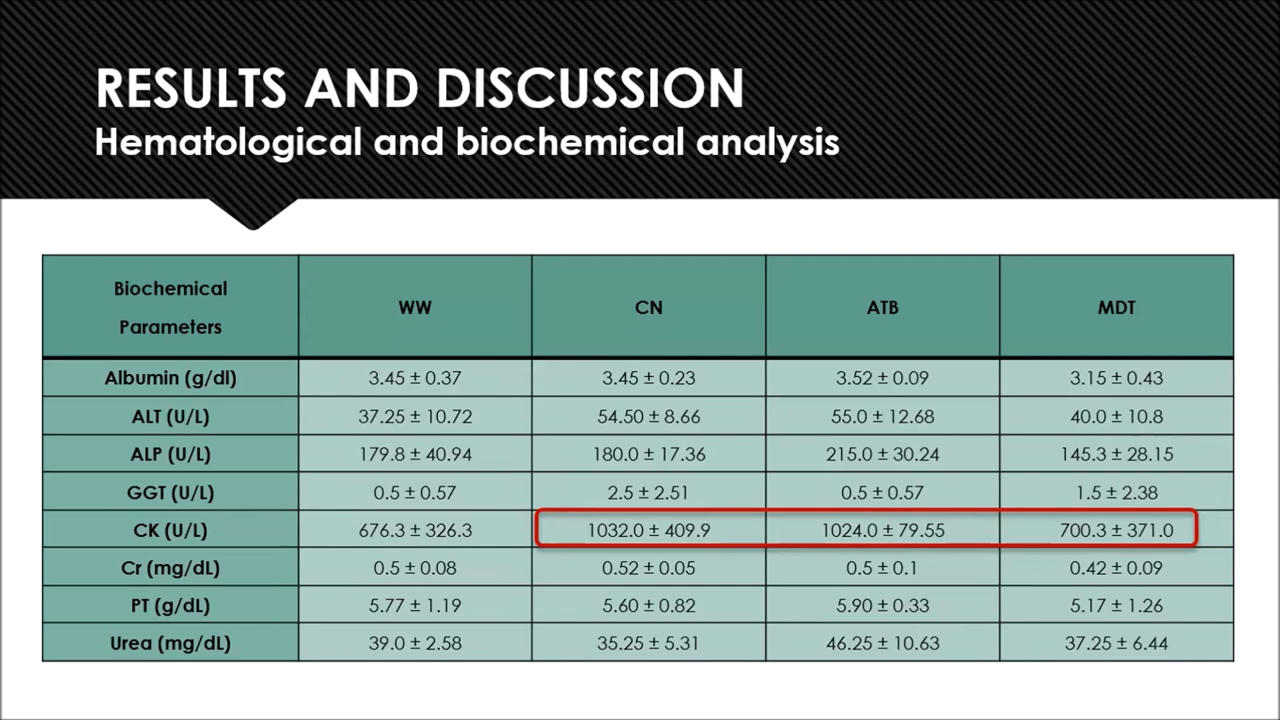 RESULTS AND DISCUSSION
Hematological and biochemical analysis
Biochemical Parameters WW CN ATB MDT
Albumin (g/dl) 3.45 ± 0.37 3.45 ± 0.23 3.52 ± 0.09 3.15 ± 0.43
ALT (U/L) 37.25 ± 10.72 54.50 ± 8.66 55.0 ± 12.68 40.0 ± 10.8
ALP (U/L) 179.8 ± 40.94 180.0 ± 17.36 215.0 ± 30.24 145.3 ± 28.15
GGT (U/L) 0.5 ± 0.57 2.5 ± 2.51 0.5 ± 0.57 1.5 ± 2.38
CK (U/L) 676.3 ± 326.3 1032.0 ± 409.9 1024.0 ± 79.55 700.3 ± 371.0
Cr (mg/dL) 0.5 ± 0.08 0.52 ± 0.05 0.5 ± 0.1 0.42 ± 0.09
PT (g/dL) 5.77 ± 1.19 5.60 ± 0.82 5.90 ± 0.33 5.17 ± 1.26
Urea (mg/dL) 39.0 ± 2.58 35.25 ± 5.31 46.25 ± 10.63 37.25 ± 6.44